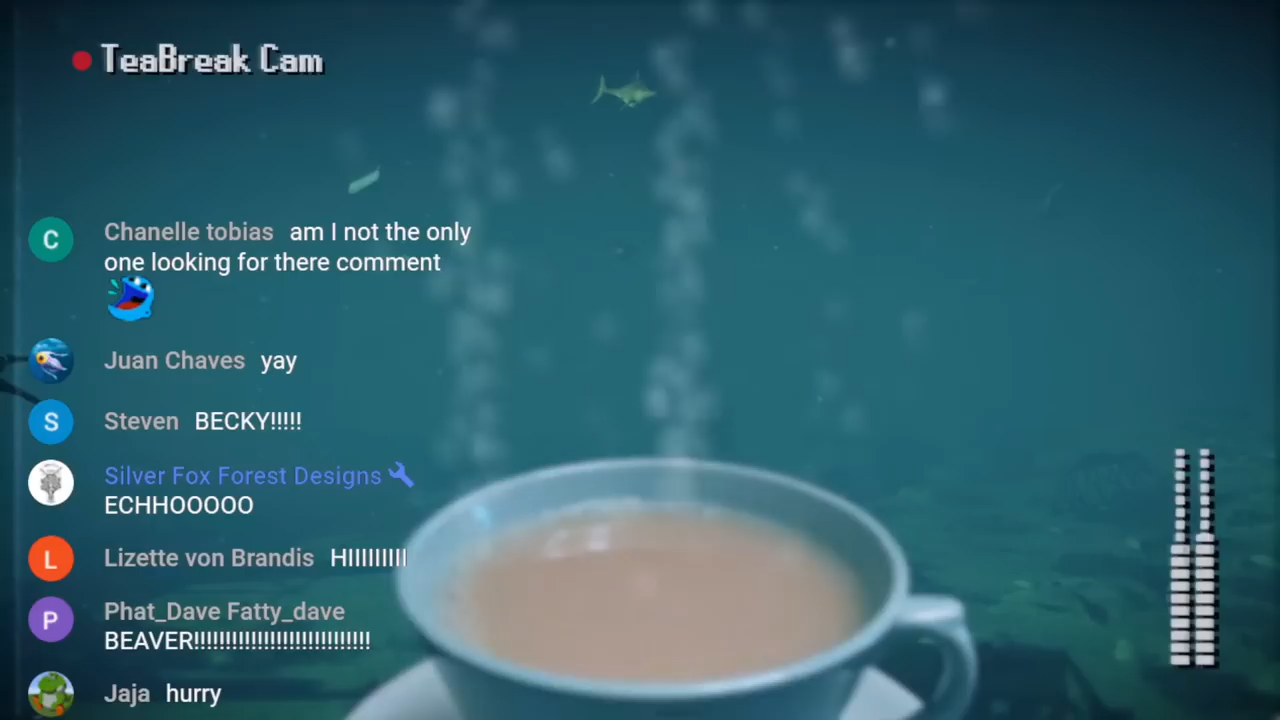 TeaBreak Cam
Chanelle tobias am I not the only
one looking for there comment
Juan Chaves yay
Steven BECKY!!!!!
Silver Fox Forest Designs
ECHHOOOOO
Lizette von Brandis HIIIIIIIII
Phat_Dave Fatty_dave
BEAVER!!!!!!!!!!!!!!!!!!!!!!!!!!!!
Jaja hurry
C
S
L
P